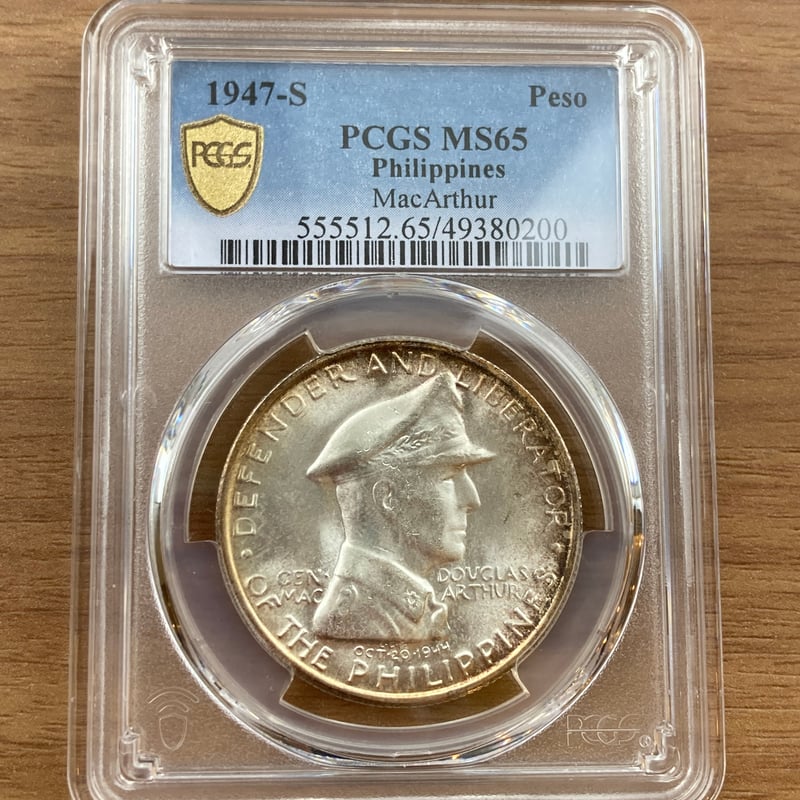 1947-S Peso
PCGS PCGS MS65
Philippines
MacArthur
555512.65/49380200
DEFENDER AND LIBERATOR
OF THE PHILIPPINES
GEN. DOUGLAS
MAC ARTHUR
OCT·20·1944
PCGS